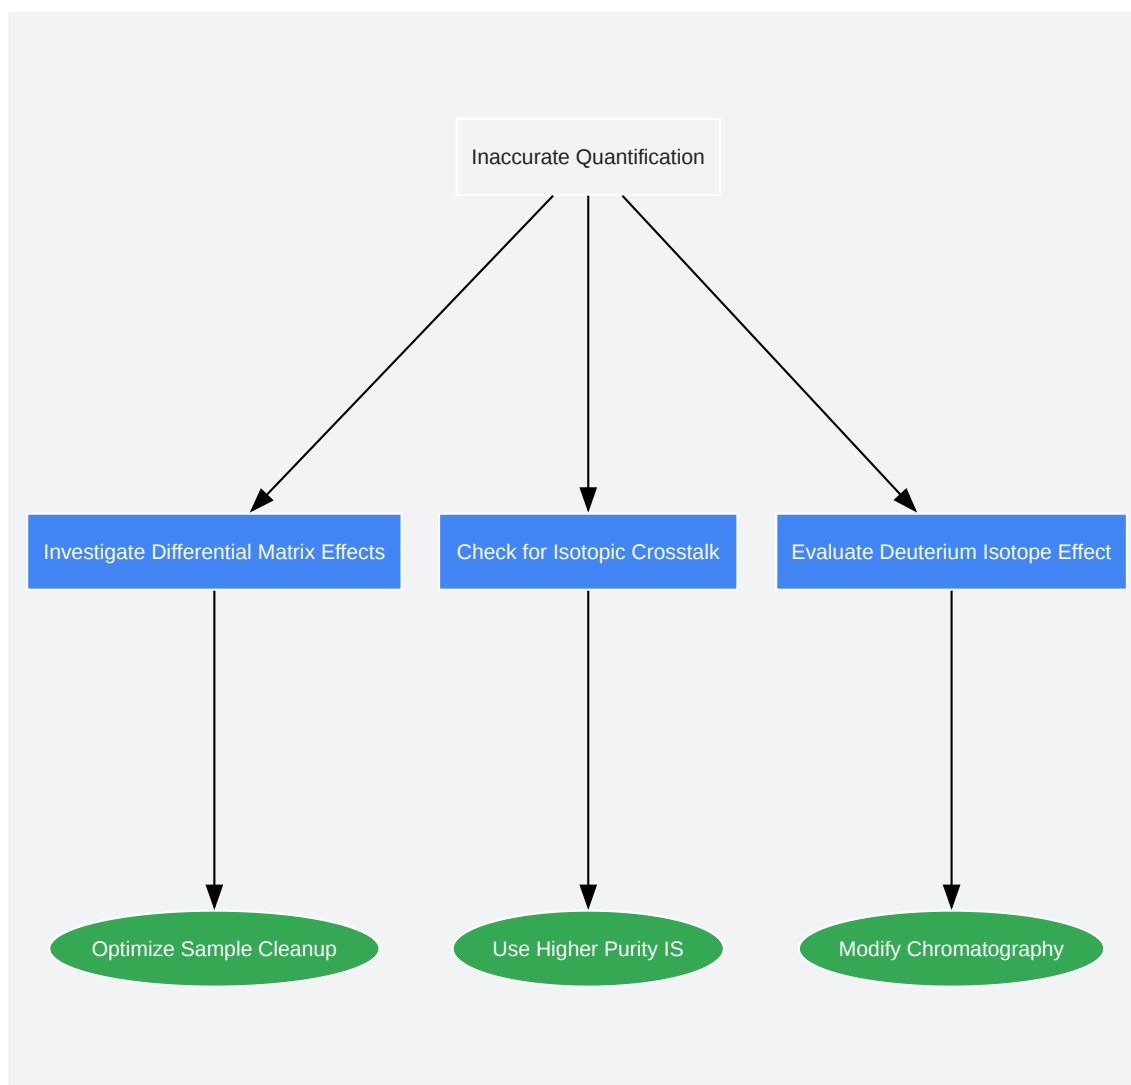 Inaccurate Quantification
Investigate Differential Matrix Effects
Check for Isotopic Crosstalk
Evaluate Deuterium Isotope Effect
Optimize Sample Cleanup
Use Higher Purity IS
Modify Chromatography